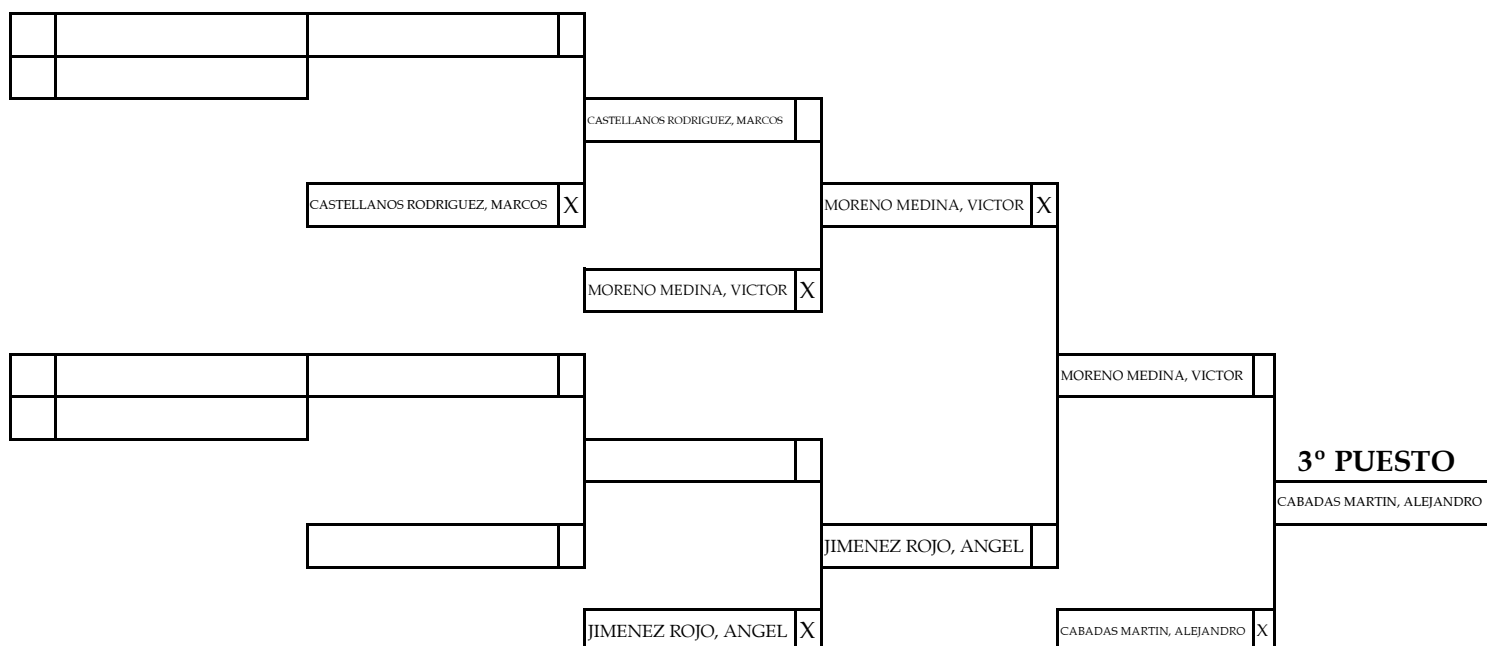 CASTELLANOS RODRIGUEZ, MARCOS
CASTELLANOS RODRIGUEZ, MARCOS X
MORENO MEDINA, VICTOR X
MORENO MEDINA, VICTOR X
MORENO MEDINA, VICTOR
3º PUESTO
CABADAS MARTIN, ALEJANDRO
JIMENEZ ROJO, ANGEL
JIMENEZ ROJO, ANGEL X
CABADAS MARTIN, ALEJANDRO X